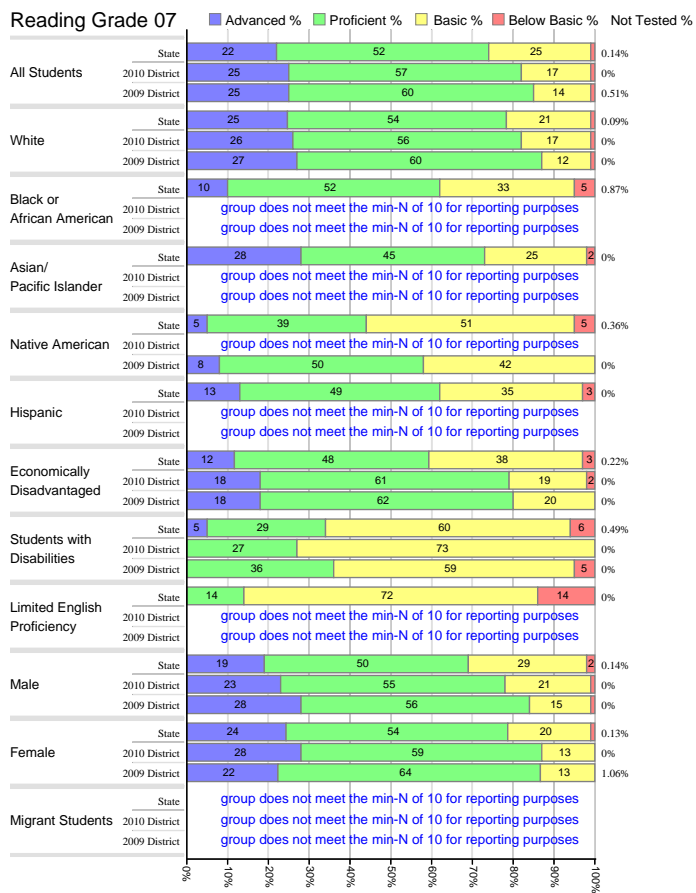 Reading Grade 07
Advanced % Proficient % Basic % Below Basic % Not Tested %
All Students
State 22 52 25 0.14%
2010 District 25 57 17 0%
2009 District 25 60 14 0.51%
White
State 25 54 21 0.09%
2010 District 26 56 17 0%
2009 District 27 60 12 0%
Black or
African American
State 10 52 33 5 0.87%
2010 District group does not meet the min-N of 10 for reporting purposes
2009 District group does not meet the min-N of 10 for reporting purposes
Asian/
Pacific Islander
State 28 45 25 2 0%
2010 District group does not meet the min-N of 10 for reporting purposes
2009 District group does not meet the min-N of 10 for reporting purposes
Native American
State 5 39 51 5 0.36%
2010 District group does not meet the min-N of 10 for reporting purposes
2009 District 8 50 42 0%
Hispanic
State 13 49 35 3 0%
2010 District group does not meet the min-N of 10 for reporting purposes
2009 District group does not meet the min-N of 10 for reporting purposes
Economically
Disadvantaged
State 12 48 38 3 0.22%
2010 District 18 61 19 2 0%
2009 District 18 62 20 0%
Students with
Disabilities
State 5 29 60 6 0.49%
2010 District 27 73 0%
2009 District 36 59 5 0%
Limited English
Proficiency
State 14 72 14 0%
2010 District group does not meet the min-N of 10 for reporting purposes
2009 District group does not meet the min-N of 10 for reporting purposes
Male
State 19 50 29 2 0.14%
2010 District 23 55 21 0%
2009 District 28 56 15 0%
Female
State 24 54 20 0.13%
2010 District 28 59 13 0%
2009 District 22 64 13 1.06%
Migrant Students
State group does not meet the min-N of 10 for reporting purposes
2010 District group does not meet the min-N of 10 for reporting purposes
2009 District group does not meet the min-N of 10 for reporting purposes
0% 10% 20% 30% 40% 50% 60% 70% 80% 90% 100%